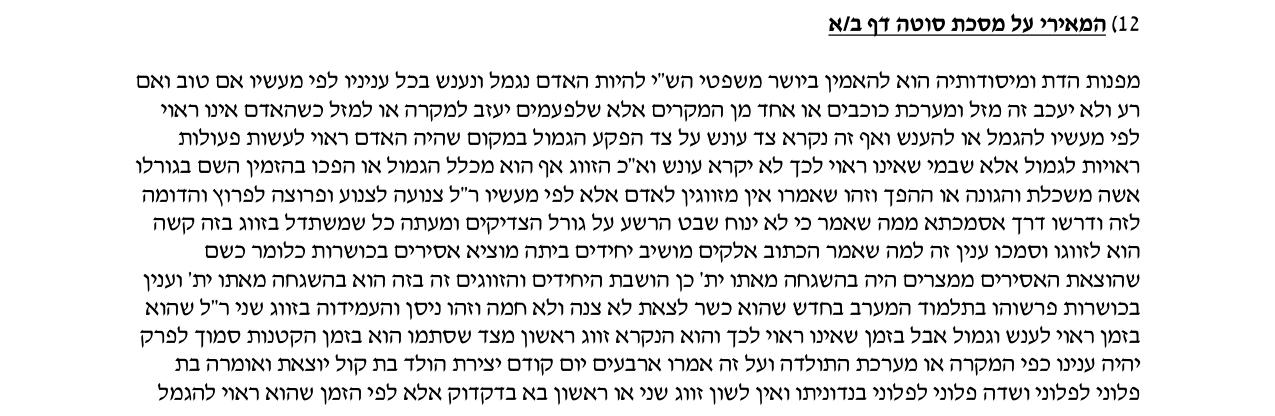 12) המאירי על מסכת סוטה דף ב/א
מפנות הדת ומיסודותיה הוא להאמין ביושר משפטי הש"י להיות האדם נגמל ונענש בכל עניניו לפי מעשיו אם טוב ואם
רע ולא יעכב זה מזל ומערכת כוכבים או אחד מן המקרים אלא שלפעמים יעזב למקרה או למזל כשהאדם אינו ראוי
לפי מעשיו להגמל או להענש ואף זה נקרא צד עונש על צד הפקע הגמול במקום שהיה האדם ראוי לעשות פעולות
ראויות לגמול אלא שבמי שאינו ראוי לכך לא יקרא עונש וא"כ הזווג אף הוא מכלל הגמול או הפכו בהזמין השם בגורלו
אשה משכלת והגונה או ההפך וזהו שאמרו אין מזווגין לאדם אלא לפי מעשיו ר"ל צנועה לצנוע ופרוצה לפרוץ והדומה
לזה ודרשו דרך אסמכתא ממה שאמר כי לא ינוח שבט הרשע על גורל הצדיקים ומעתה כל שמשתדל בזווג בזה קשה
הוא לזווגו וסמכו ענין זה למה שאמר הכתוב אלקים מושיב יחידים ביתה מוציא אסירים בכושרות כלומר כשם
שהוצאת האסירים ממצרים היה בהשגחה מאתו ית' כן הושבת היחידים והזווגים זה בזה הוא בהשגחה מאתו ית' וענין
בכושרות פרשוהו בתלמוד המערב בחדש שהוא כשר לצאת לא צנה ולא חמה וזהו ניסן והעמידוה בזווג שני ר"ל שהוא
בזמן ראוי לענש וגמול אבל בזמן שאינו ראוי לכך והוא הנקרא זווג ראשון מצד שסתמו הוא בזמן הקטנות סמוך לפרק
יהיה ענינו כפי המקרה או מערכת התולדה ועל זה אמרו ארבעים יום קודם יצירת הולד בת קול יוצאת ואומרה בת
פלוני לפלוני ושדה פלוני לפלוני בנדוניתו ואין לשון זווג שני או ראשון בא בדקדוק אלא לפי הזמן שהוא ראוי להגמל